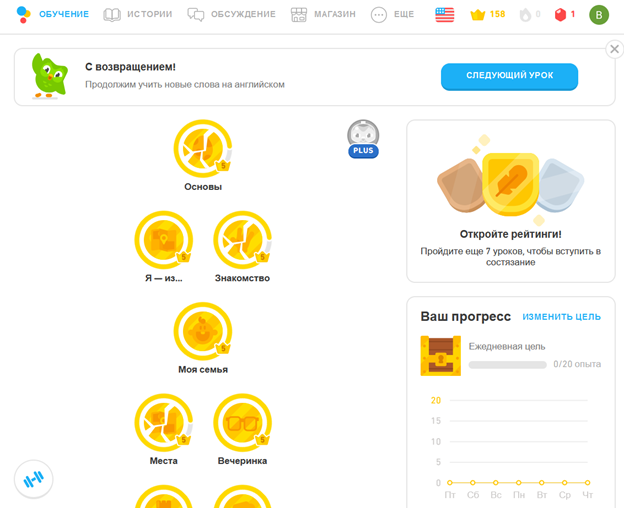 ОБУЧЕНИЕ ИСТОРИИ ОБСУЖДЕНИЕ МАГАЗИН ЕЩЕ 156 0 1 B
С возвращением!
Продолжим учить новые слова на английском
СЛЕДУЮЩИЙ УРОК
PLUS
5
Основы
5
5
Я — из...
Знакомство
5
Моя семья
5
5
Места
Вечеринка
Откройте рейтинги!
Пройдите еще 7 уроков, чтобы вступить в
состязание
Ваш прогресс ИЗМЕНИТЬ ЦЕЛЬ
Ежедневная цель
0/20 опыта
20
15
10
5
0
Пт Сб Вс Пн Вт Ср Чт